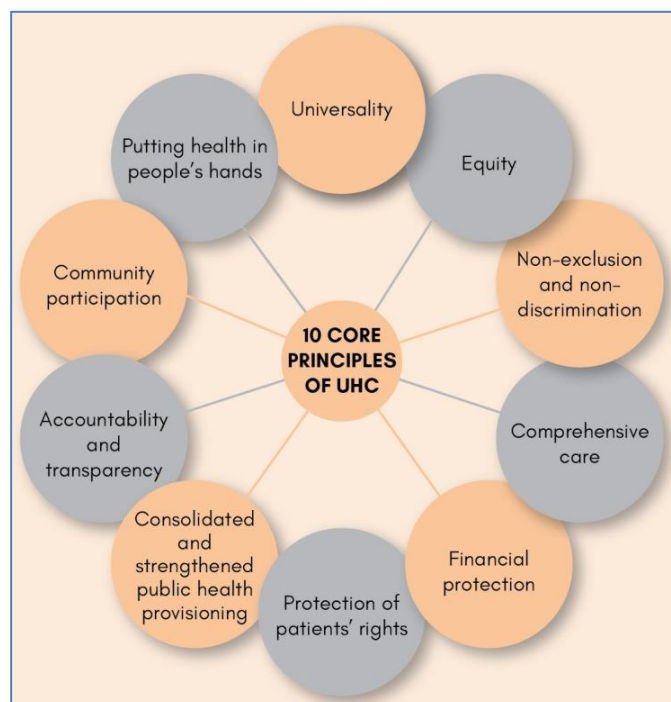 Universality
Equity
Non-exclusion
and non-
discrimination
Comprehensive
care
Financial
protection
Protection of
patients’ rights
Consolidated
and
strengthened
public health
provisioning
Accountability
and
transparency
Community
participation
Putting health in
people’s hands
10 CORE
PRINCIPLES
OF UHC